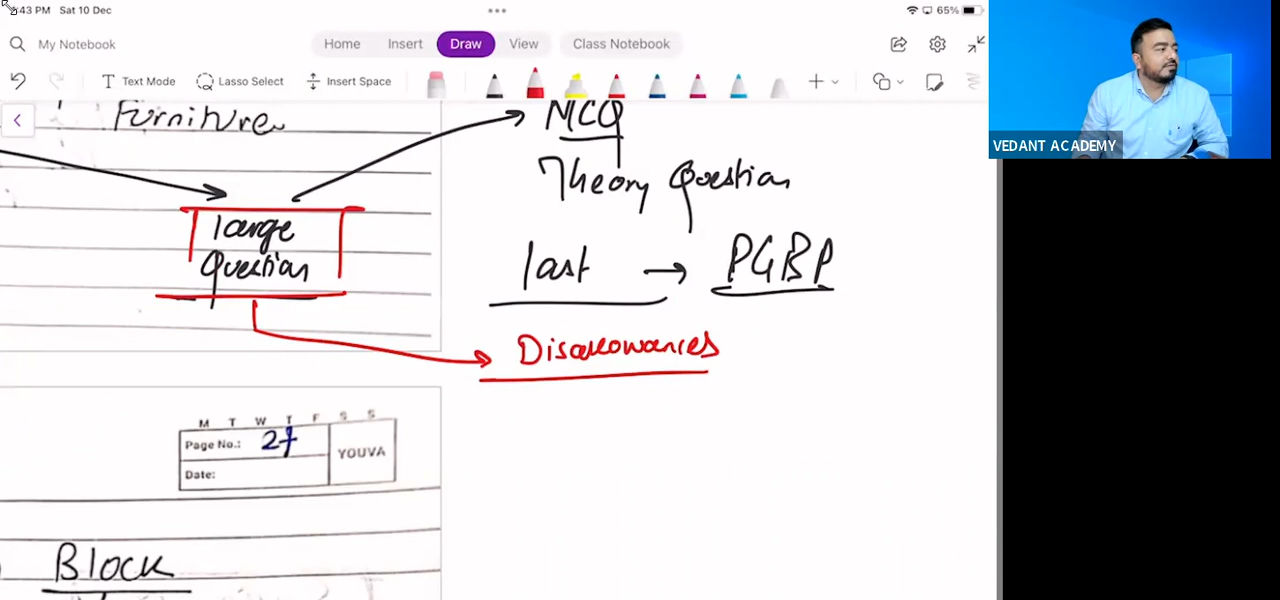 :43 PM Sat 10 Dec
65%
My Notebook
Home Insert Draw View Class Notebook
Text Mode Lasso Select Insert Space
VEDANT ACADEMY
Furniture
MCQ
Theory Question
large
Question
last → PGBP
Disallowances
M T W T F S S
Page No.: 27
YOUVA
Date:
Block